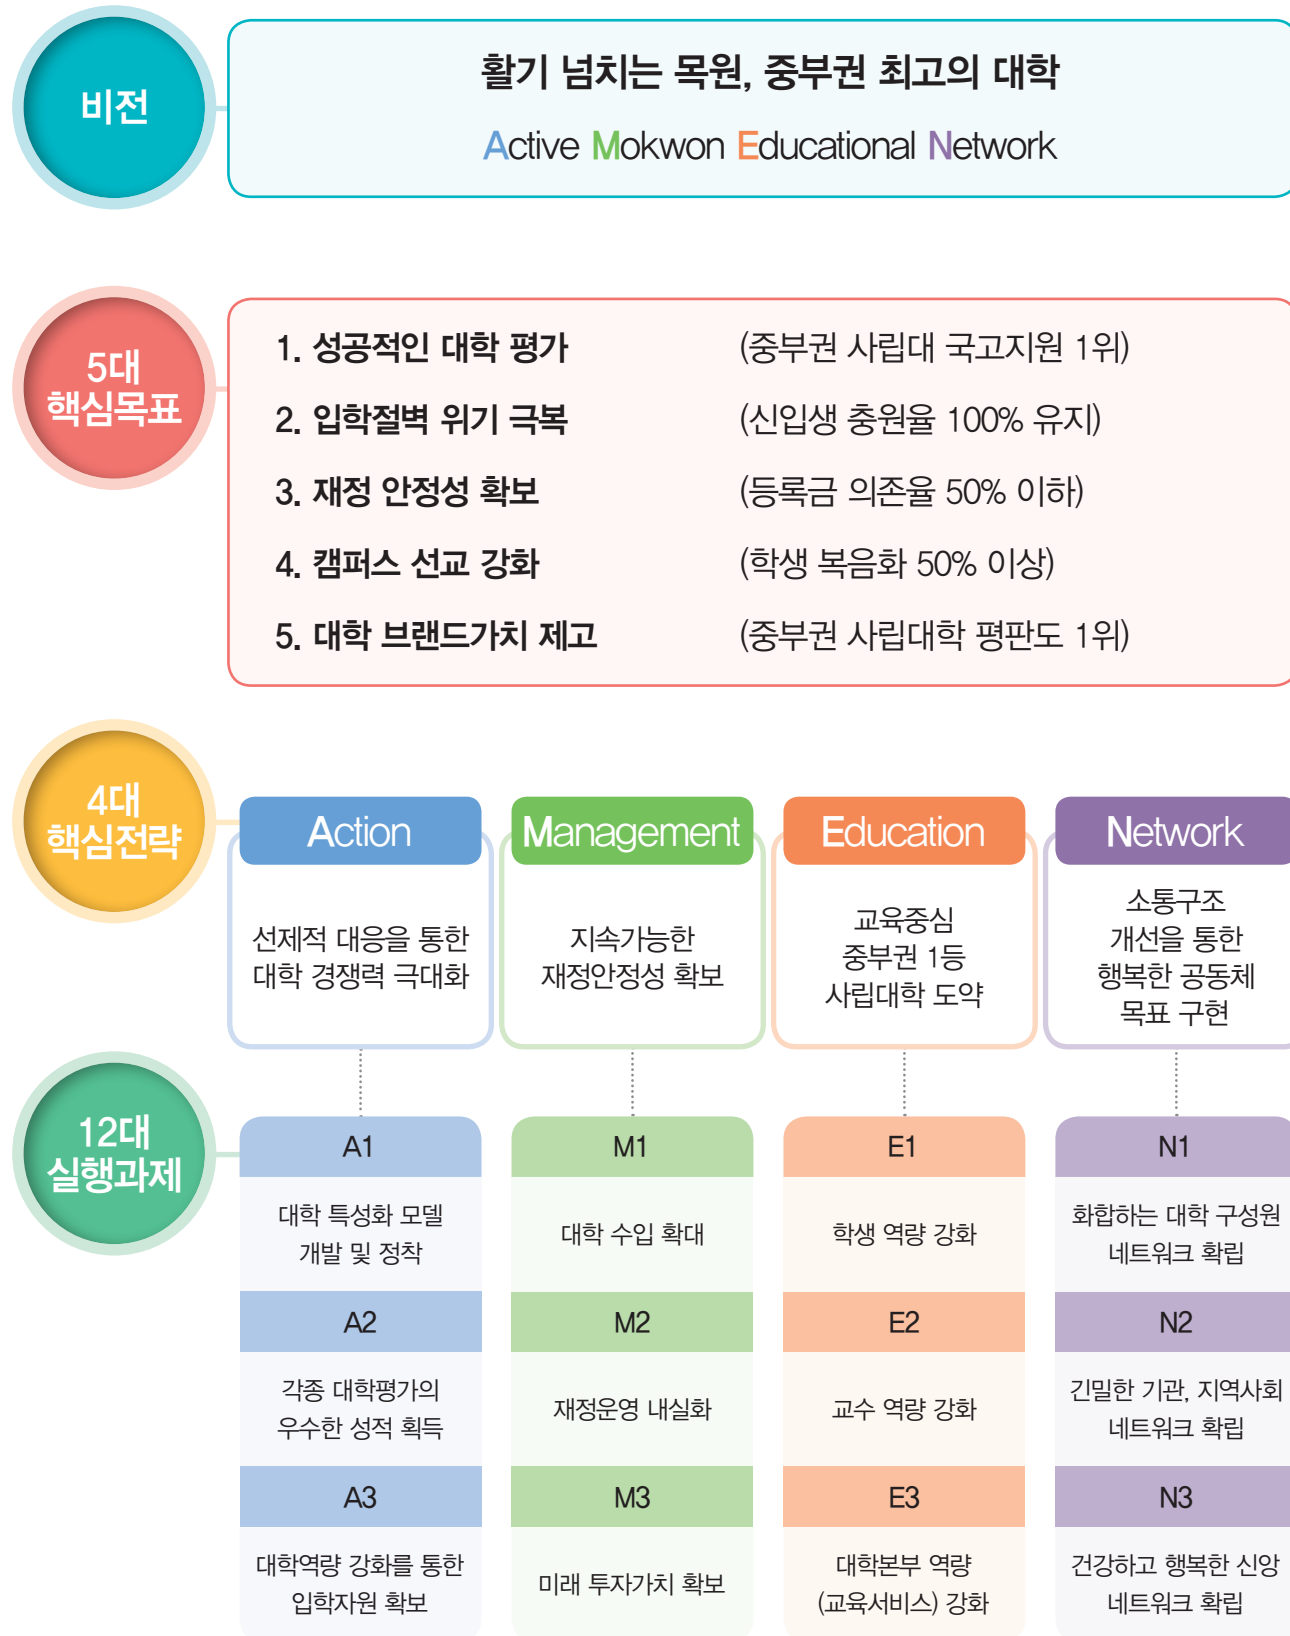 비전
활기 넘치는 목원, 중부권 최고의 대학
Active Mokwon Educational Network
5대
핵심목표
1. 성공적인 대학 평가 (중부권 사립대 국고지원 1위)
2. 입학절벽 위기 극복 (신입생 충원율 100% 유지)
3. 재정 안정성 확보 (등록금 의존율 50% 이하)
4. 캠퍼스 선교 강화 (학생 복음화 50% 이상)
5. 대학 브랜드가치 제고 (중부권 사립대학 평판도 1위)
4대
핵심전략
Action
선제적 대응을 통한
대학 경쟁력 극대화
Management
지속가능한
재정안정성 확보
Education
교육중심
중부권 1등
사립대학 도약
Network
소통구조
개선을 통한
행복한 공동체
목표 구현
12대
실행과제
A1
대학 특성화 모델
개발 및 정착
A2
각종 대학평가의
우수한 성적 획득
A3
대학역량 강화를 통한
입학자원 확보
M1
대학 수입 확대
M2
재정운영 내실화
M3
미래 투자가치 확보
E1
학생 역량 강화
E2
교수 역량 강화
E3
대학본부 역량
(교육서비스) 강화
N1
화합하는 대학 구성원
네트워크 확립
N2
긴밀한 기관, 지역사회
네트워크 확립
N3
건강하고 행복한 신앙
네트워크 확립